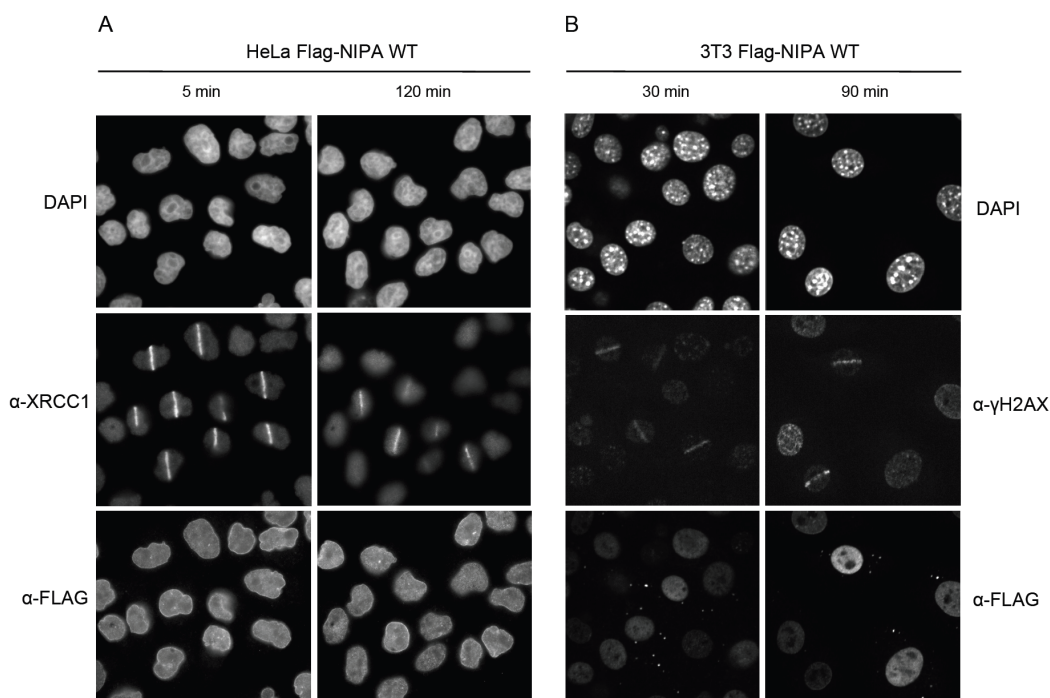 A
HeLa Flag-NIPA WT
5 min
120 min
DAPI
α-XRCC1
α-FLAG
B
3T3 Flag-NIPA WT
30 min
90 min
DAPI
α-γH2AX
α-FLAG